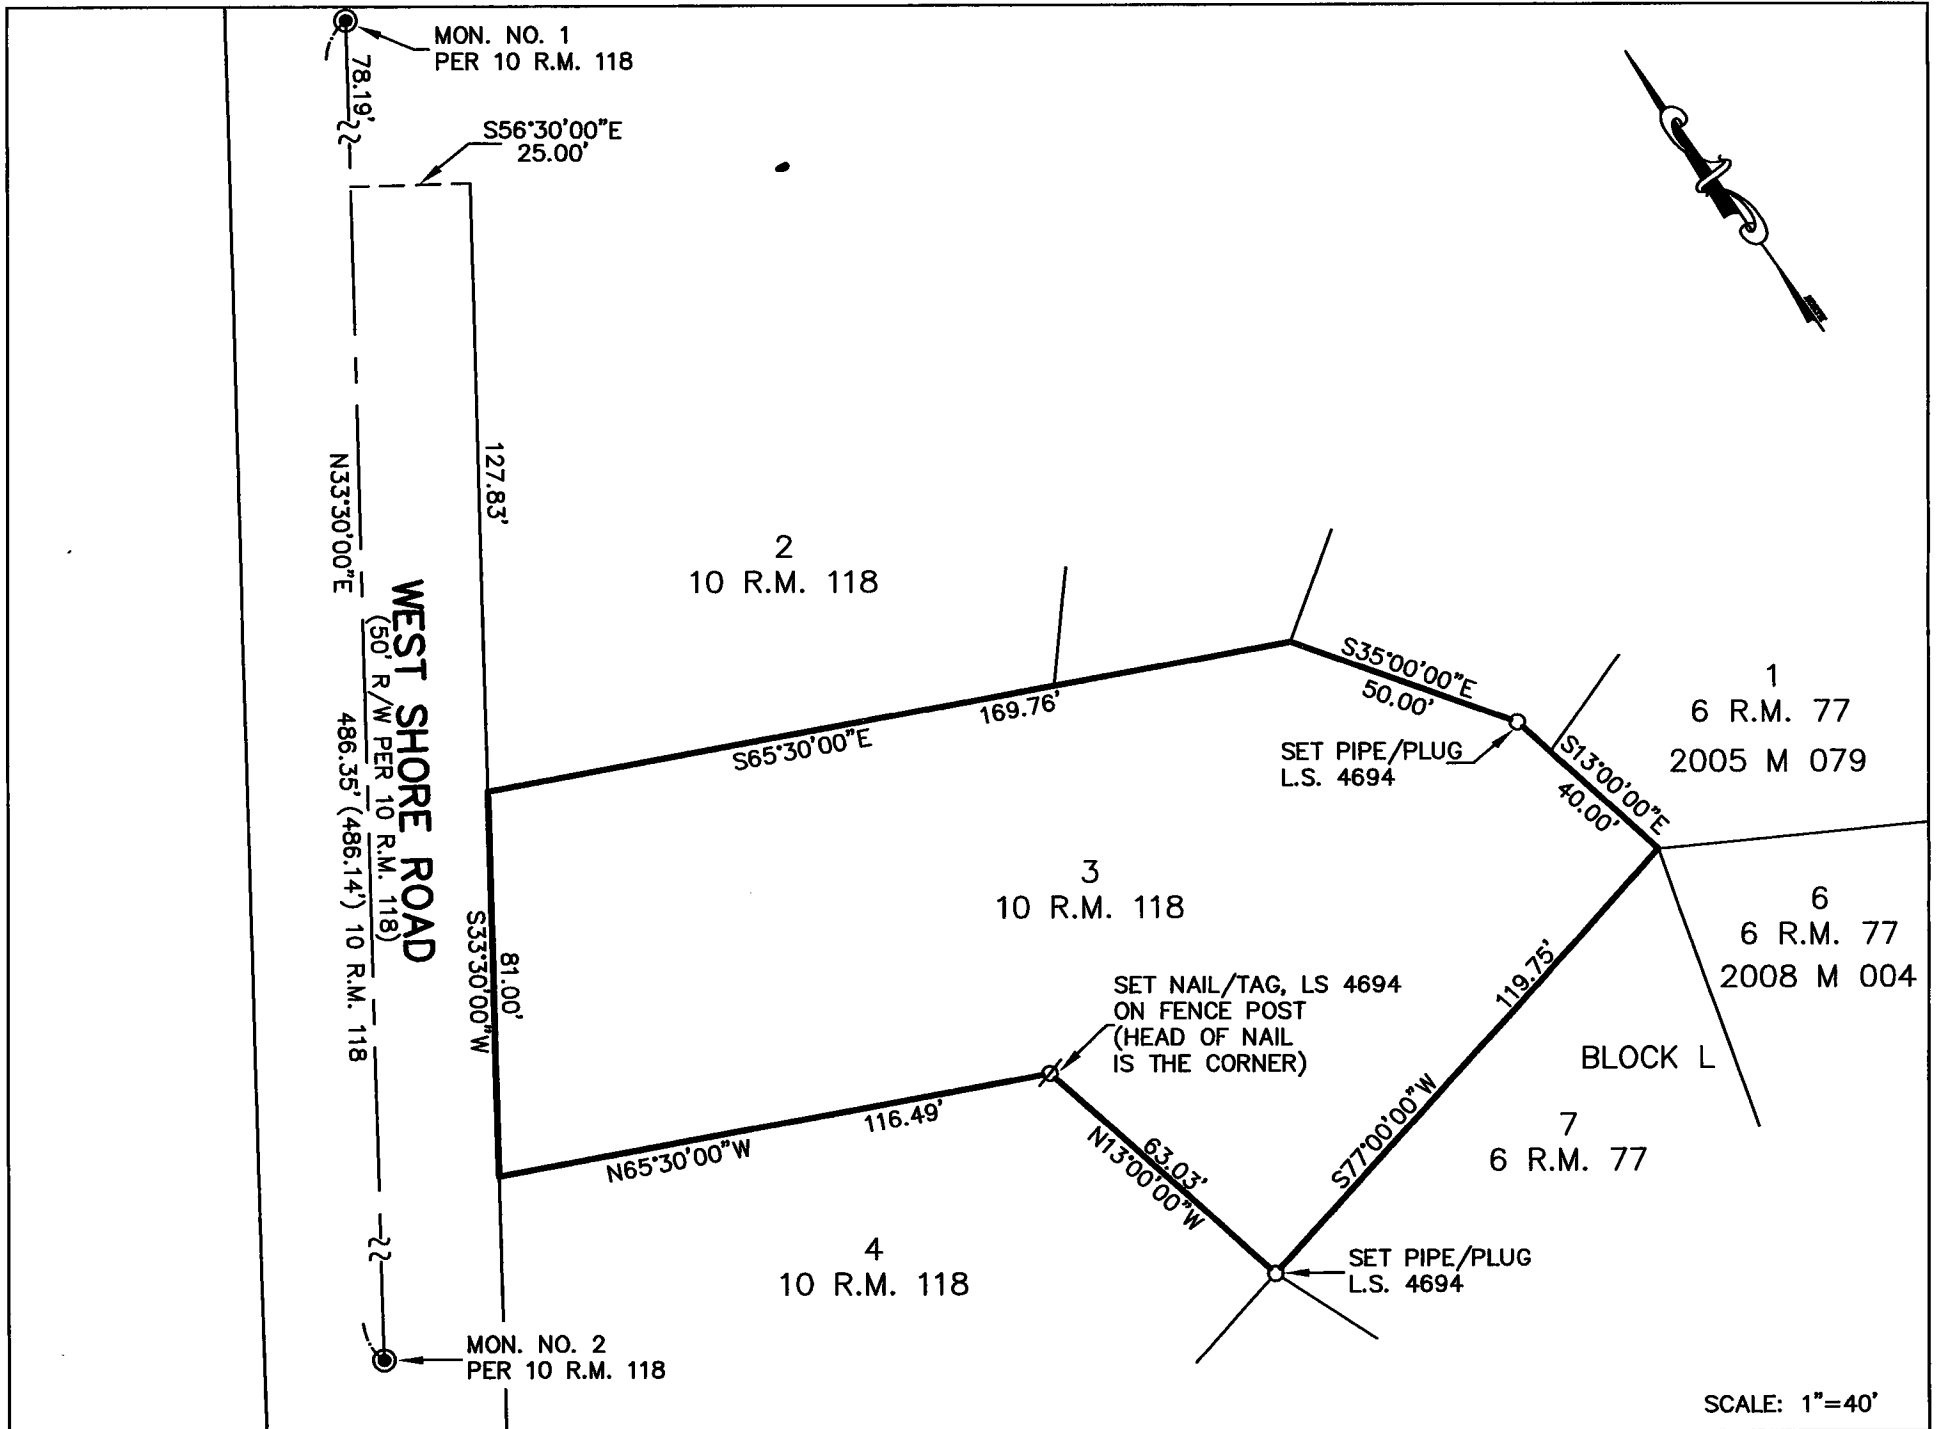 MON. NO. 1
PER 10 R.M. 118
78.19'
S56°30'00"E
25.00'
127.83'
N33°30'00"E
WEST SHORE ROAD
(50' R/W PER 10 R.M. 118)
486.35' (486.14') 10 R.M. 118
2
10 R.M. 118
S35°00'00"E
50.00'
1
6 R.M. 77
2005 M 079
169.76'
S65°30'00"E
SET PIPE/PLUG
L.S. 4694
S13°00'00"E
40.00'
3
10 R.M. 118
6
6 R.M. 77
2008 M 004
81.00'
S33°30'00"W
SET NAIL/TAG, LS 4694
ON FENCE POST
(HEAD OF NAIL
IS THE CORNER)
119.75'
S77°00'00"W
BLOCK L
116.49'
N65°30'00"W
63.03'
N13°00'00"W
7
6 R.M. 77
4
10 R.M. 118
SET PIPE/PLUG
L.S. 4694
MON. NO. 2
PER 10 R.M. 118
SCALE: 1"=40'